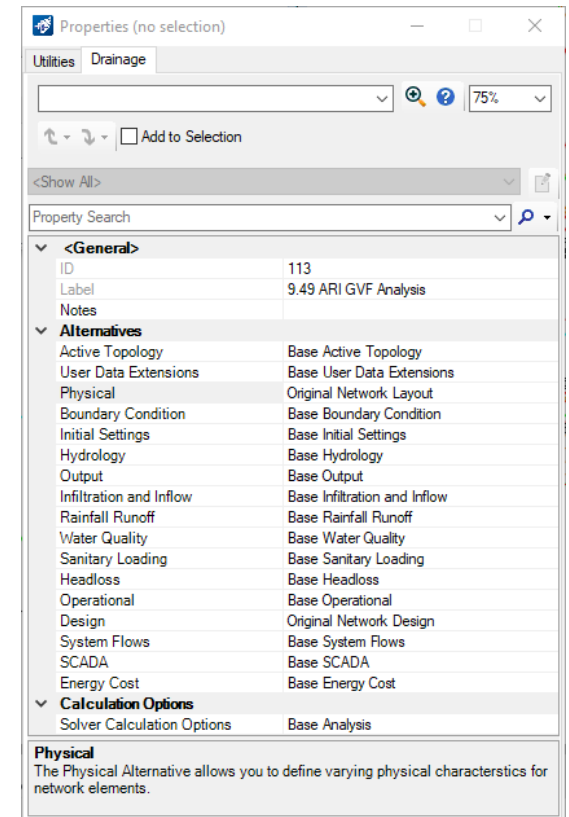 Properties (no selection)
Utilities Drainage
75%
Add to Selection
<Show All>
Property Search
<General>
ID 113
Label 9.49 ARI GVF Analysis
Notes
Alternatives
Active Topology Base Active Topology
User Data Extensions Base User Data Extensions
Physical Original Network Layout
Boundary Condition Base Boundary Condition
Initial Settings Base Initial Settings
Hydrology Base Hydrology
Output Base Output
Infiltration and Inflow Base Infiltration and Inflow
Rainfall Runoff Base Rainfall Runoff
Water Quality Base Water Quality
Sanitary Loading Base Sanitary Loading
Headloss Base Headloss
Operational Base Operational
Design Original Network Design
System Flows Base System Flows
SCADA Base SCADA
Energy Cost Base Energy Cost
Calculation Options
Solver Calculation Options Base Analysis
Physical
The Physical Alternative allows you to define varying physical characterstics for
network elements.